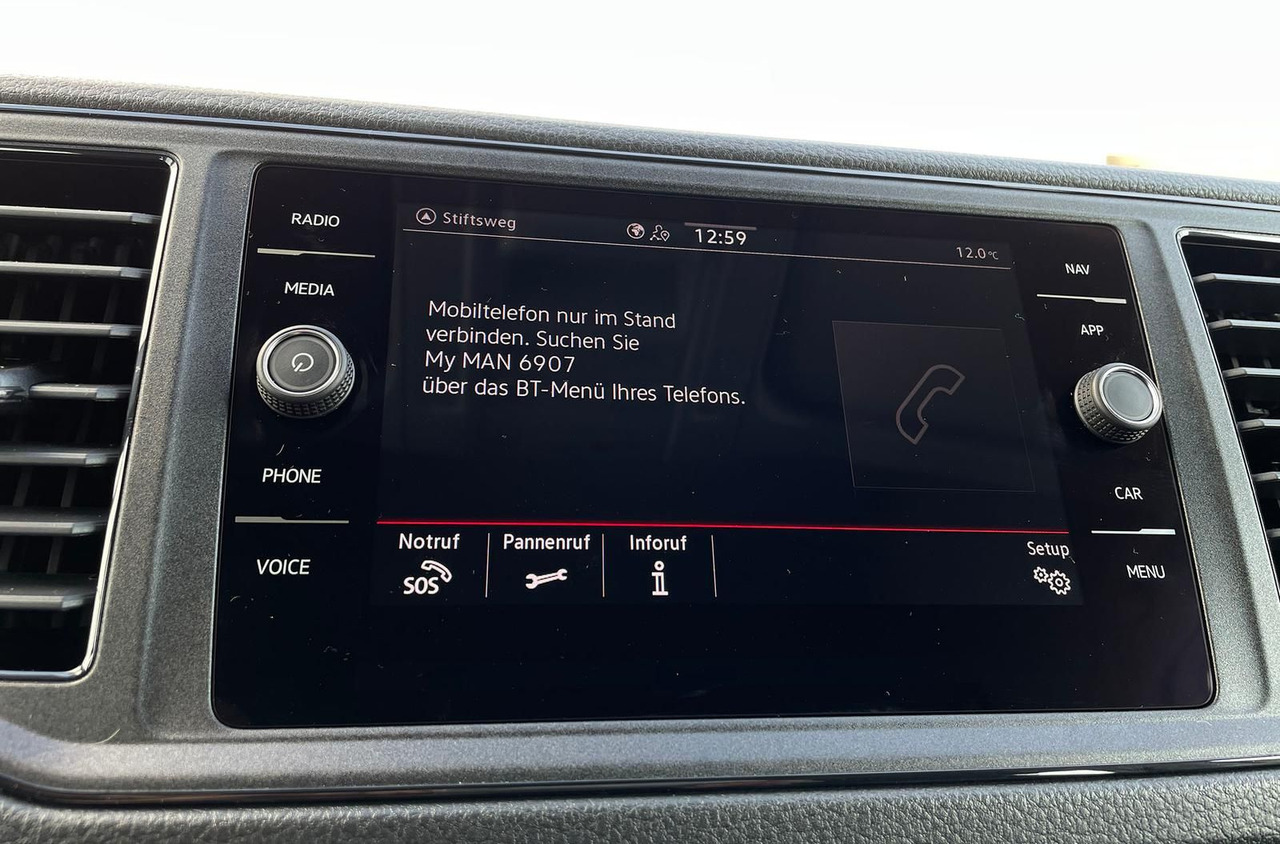 RADIO
MEDIA
PHONE
VOICE
Stiftsweg
12:59
12.0°C
Mobiltelefon nur im Stand
verbinden. Suchen Sie
My MAN 6907
über das BT-Menü Ihres Telefons.
Notruf
SOS
Pannenruf
Inforuf
Setup
NAV
APP
CAR
MENU